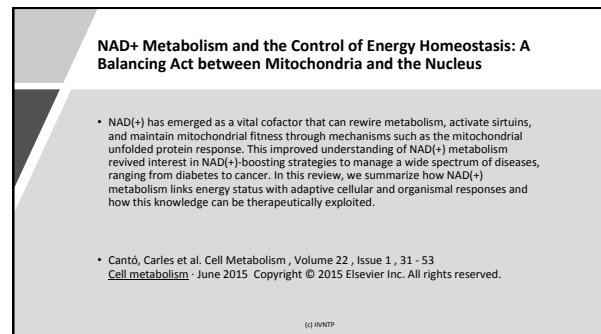 NAD+ Metabolism and the Control of Energy Homeostasis: A
Balancing Act between Mitochondria and the Nucleus
• NAD(+) has emerged as a vital cofactor that can rewire metabolism, activate sirtuins,
and maintain mitochondrial fitness through mechanisms such as the mitochondrial
unfolded protein response. This improved understanding of NAD(+) metabolism
revived interest in NAD(+)-boosting strategies to manage a wide spectrum of diseases,
ranging from diabetes to cancer. In this review, we summarize how NAD(+)
metabolism links energy status with adaptive cellular and organismal responses and
how this knowledge can be therapeutically exploited.
• Cantó, Carles et al. Cell Metabolism , Volume 22 , Issue 1 , 31 - 53
Cell metabolism · June 2015 Copyright © 2015 Elsevier Inc. All rights reserved.
(c) IIVNTP